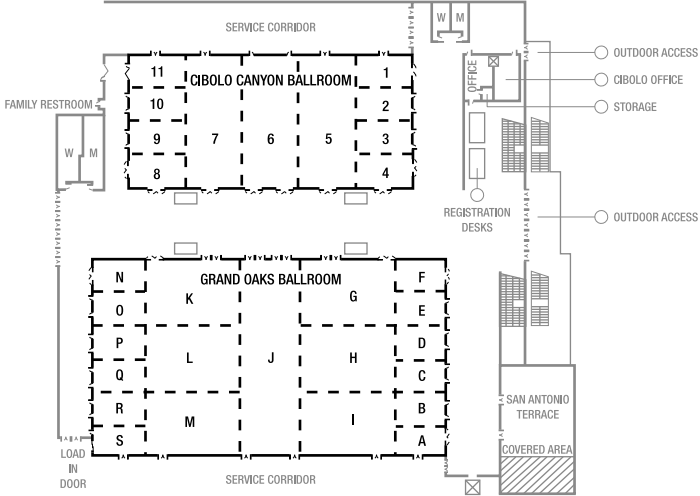 SERVICE CORRIDOR
W M
OUTDOOR ACCESS
OFFICE
CIBOLO OFFICE
STORAGE
11 CIBOLO CANYON BALLROOM 1
FAMILY RESTROOM
10 2
9 7 6 5 3
8 4
W M
REGISTRATION
DESKS
OUTDOOR ACCESS
GRAND OAKS BALLROOM
N K G F
O E
P L J H D
Q C
R M I B
S A
SAN ANTONIO
TERRACE
COVERED AREA
LOAD
IN
DOOR
SERVICE CORRIDOR